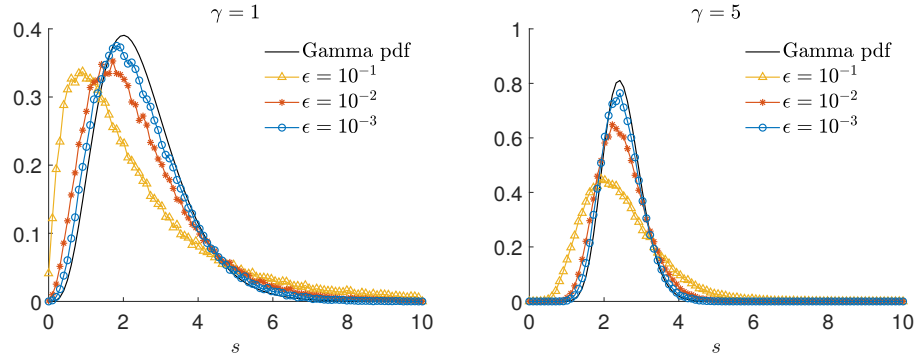 γ = 1
0.4
0.3
0.2
0.1
0
0 2 4 6 8 10
s
Gamma pdf
ϵ = 10⁻¹
ϵ = 10⁻²
ϵ = 10⁻³
γ = 5
1
0.8
0.6
0.4
0.2
0
0 2 4 6 8 10
s
Gamma pdf
ϵ = 10⁻¹
ϵ = 10⁻²
ϵ = 10⁻³